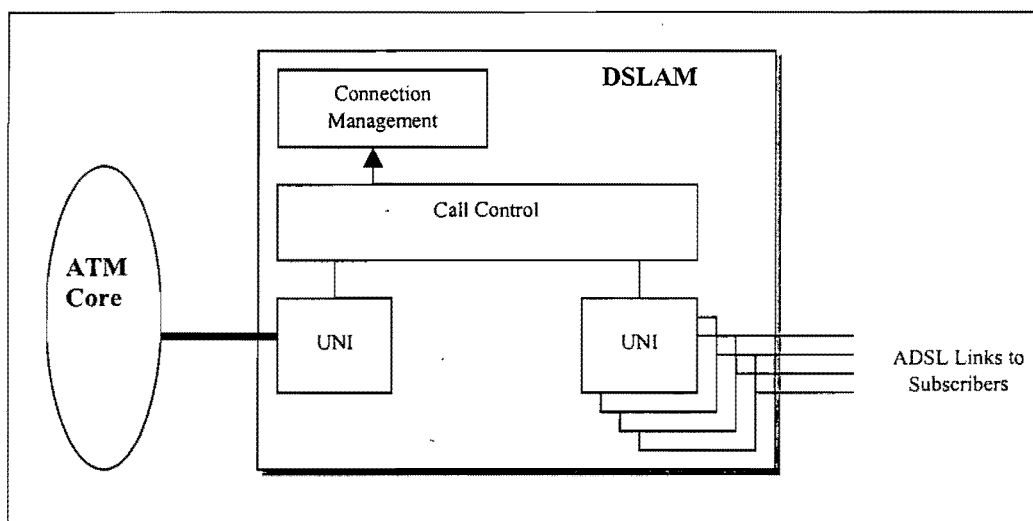 DSLAM
Connection
Management
Call Control
ATM
Core
UNI
UNI
ADSL Links to
Subscribers